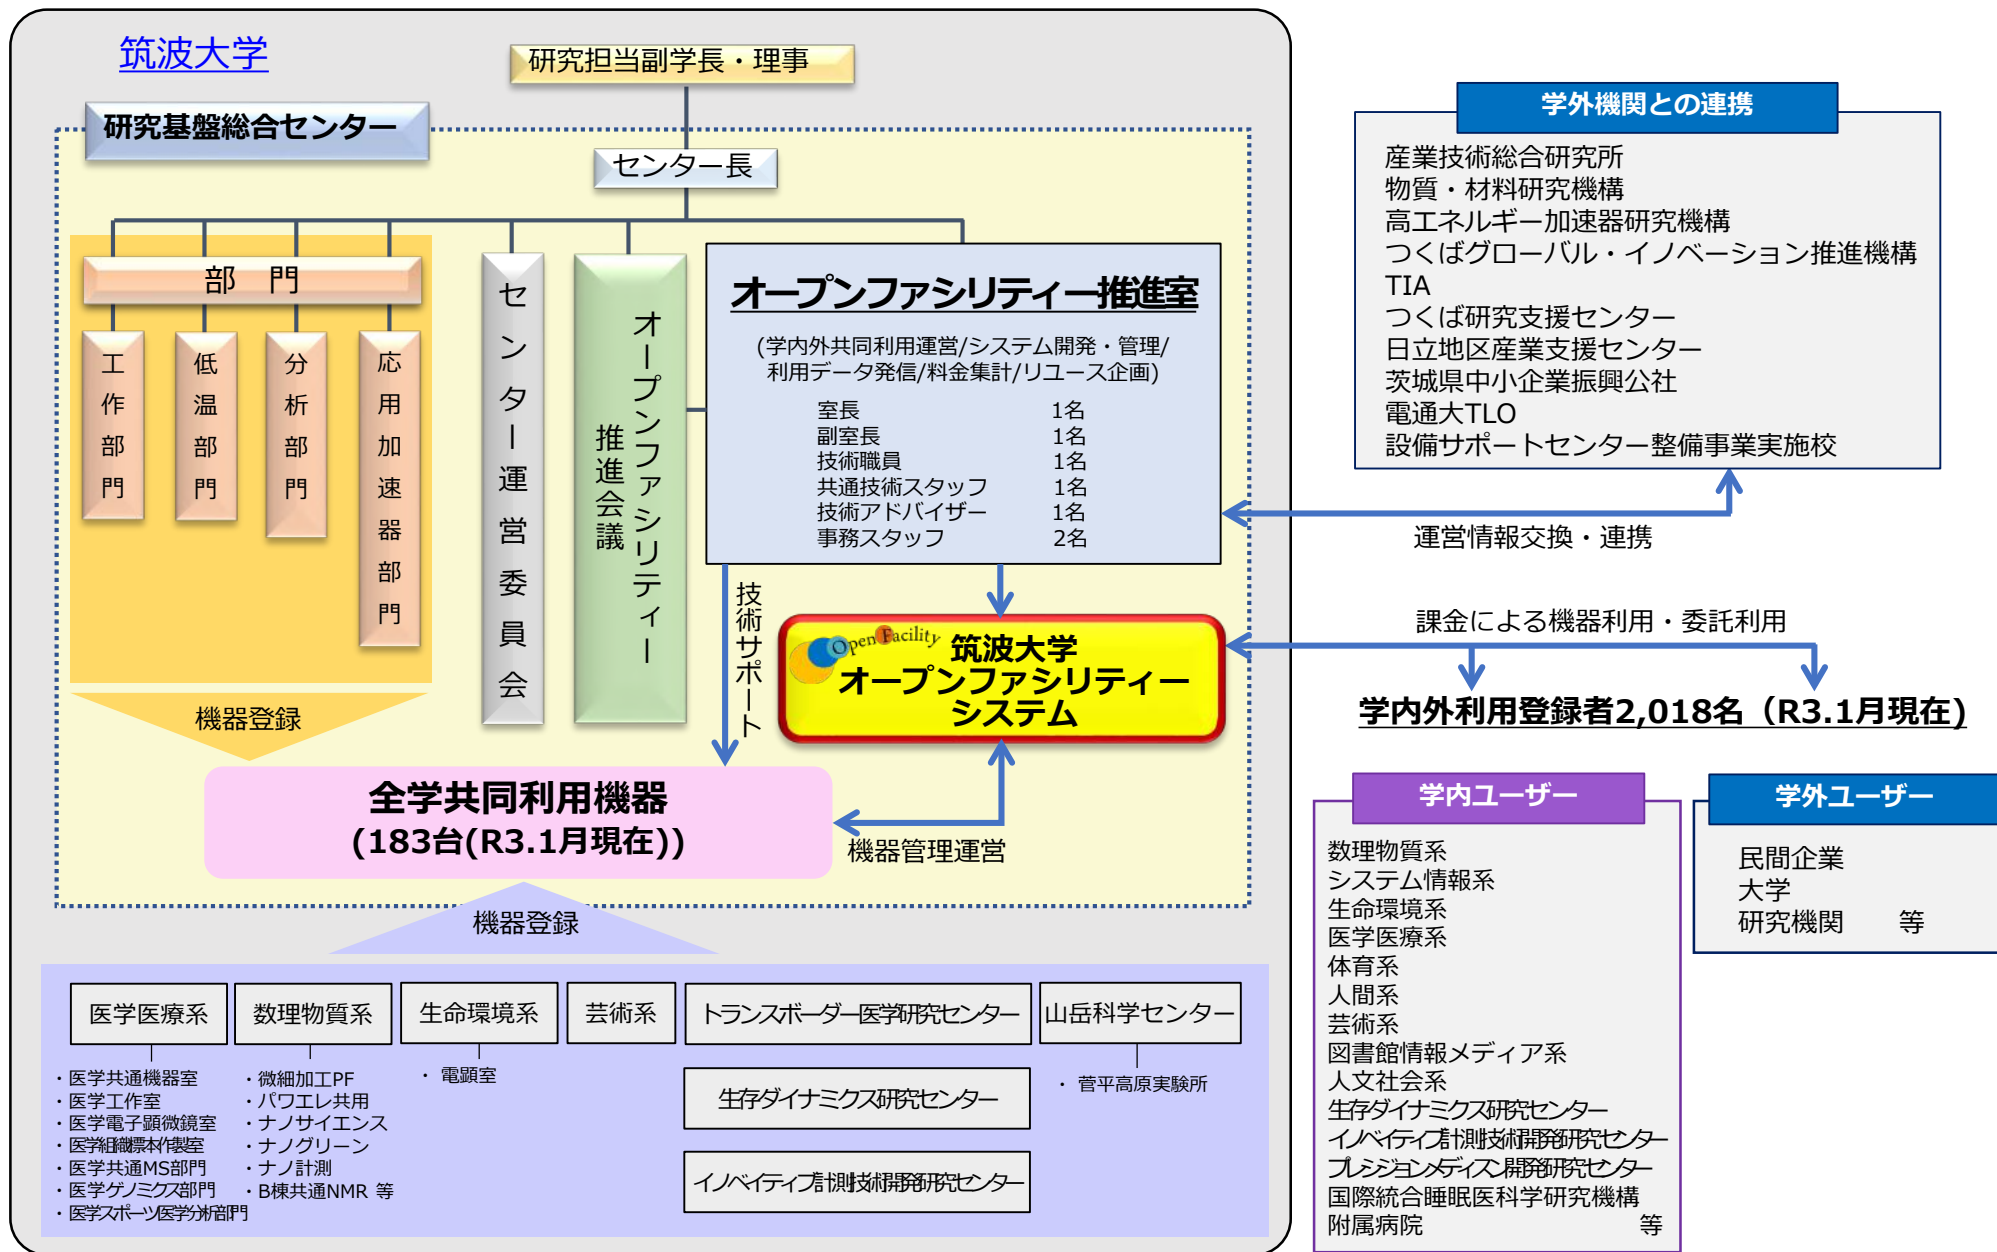 筑波大学
研究担当副学長・理事
研究基盤総合センター
センター長
部　門
工作部門
低温部門
分析部門
応用加速器部門
機器登録
センター運営委員会
オープンファシリティー
推進会議
オープンファシリティー推進室
(学内外共同利用運営/システム開発・管理/
利用データ発信/料金集計/リユース企画)
室長 1名
副室長 1名
技術職員 1名
共通技術スタッフ 1名
技術アドバイザー 1名
事務スタッフ 2名
技術サポート
Open Facility
筑波大学
オープンファシリティー
システム
全学共同利用機器
(183台(R3.1月現在))
機器管理運営
機器登録
医学医療系
・医学共通機器室
・医学工作室
・医学電子顕微鏡室
・医学組織標本作製室
・医学共通MS部門
・医学ゲノミクス部門
・医学スポーツ医学分析部門
数理物質系
・微細加工PF
・パワエレ共用
・ナノサイエンス
・ナノグリーン
・ナノ計測
・B棟共通NMR 等
生命環境系
・ 電顕室
芸術系
トランスボーダー医学研究センター
生存ダイナミクス研究センター
イノベイティブ計測技術開発研究センター
山岳科学センター
・ 菅平高原実験所
学外機関との連携
産業技術総合研究所
物質・材料研究機構
高エネルギー加速器研究機構
つくばグローバル・イノベーション推進機構
TIA
つくば研究支援センター
日立地区産業支援センター
茨城県中小企業振興公社
電通大TLO
設備サポートセンター整備事業実施校
運営情報交換・連携
課金による機器利用・委託利用
学内外利用登録者2,018名（R3.1月現在)
学内ユーザー
数理物質系
システム情報系
生命環境系
医学医療系
体育系
人間系
芸術系
図書館情報メディア系
人文社会系
生存ダイナミクス研究センター
イノベイティブ計測技術開発研究センター
プレシジョンメディスン開発研究センター
国際統合睡眠医科学研究機構
附属病院 等
学外ユーザー
民間企業
大学
研究機関 等